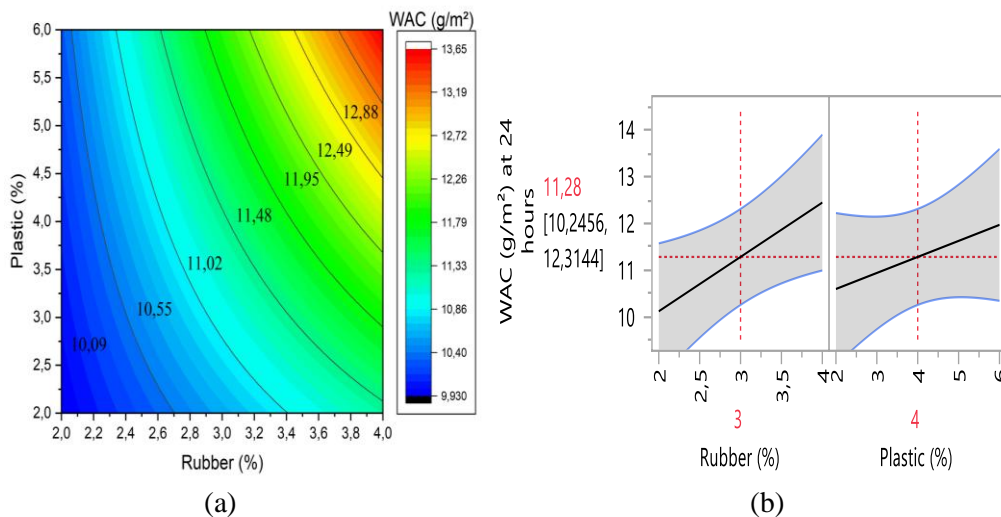 WAC (g/m²)
6,0
5,5
5,0
4,5
4,0
3,5
3,0
2,5
2,0
Plastic (%)
12,88
12,49
11,95
11,48
11,02
10,55
10,09
2,0 2,2 2,4 2,6 2,8 3,0 3,2 3,4 3,6 3,8 4,0
Rubber (%)
13,65
13,19
12,72
12,26
11,79
11,33
10,86
10,40
9,930
(a)
WAC (g/m²) at 24
hours
11,28
[10,2456,
12,3144]
14
13
12
11
10
2 2,5 3 3,5 4
2 3 4 5 6
3
4
Rubber (%)
Plastic (%)
(b)